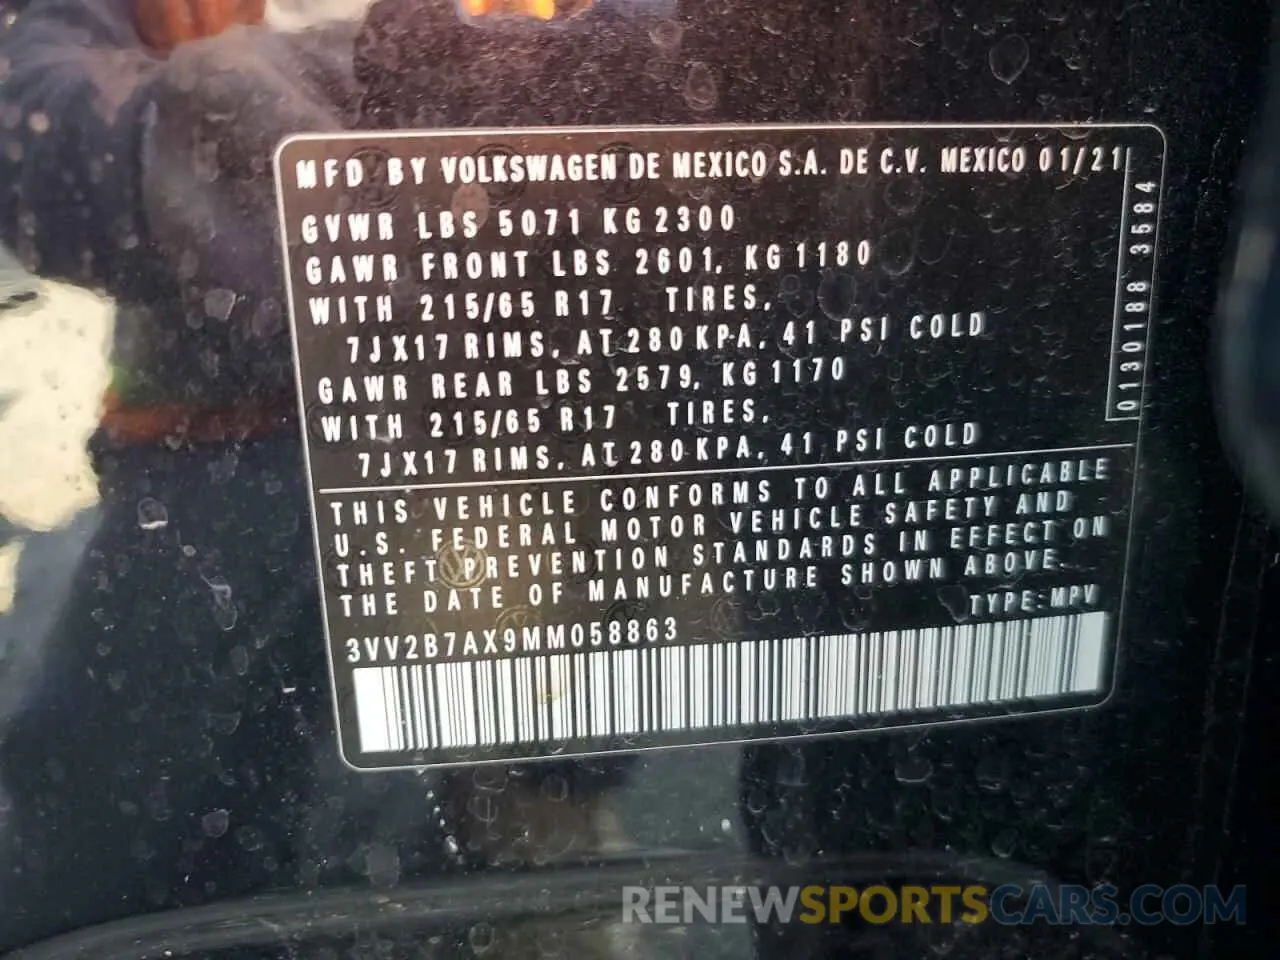 MFD BY VOLKSWAGEN DE MEXICO S.A. DE C.V. MEXICO 01/21
GVWR LBS 5071 KG 2300
GAWR FRONT LBS 2601, KG 1180
WITH 215/65 R17 TIRES,
7JX17 RIMS, AT 280 KPA, 41 PSI COLD
GAWR REAR LBS 2579, KG 1170
WITH 215/65 R17 TIRES,
7JX17 RIMS, AT 280 KPA, 41 PSI COLD
0130188 3584
THIS VEHICLE CONFORMS TO ALL APPLICABLE
U.S. FEDERAL MOTOR VEHICLE SAFETY AND
THEFT PREVENTION STANDARDS IN EFFECT ON
THE DATE OF MANUFACTURE SHOWN ABOVE.
TYPE:MPV
3VV2B7AX9MM058863
RENEWSPORTSCARS.COM